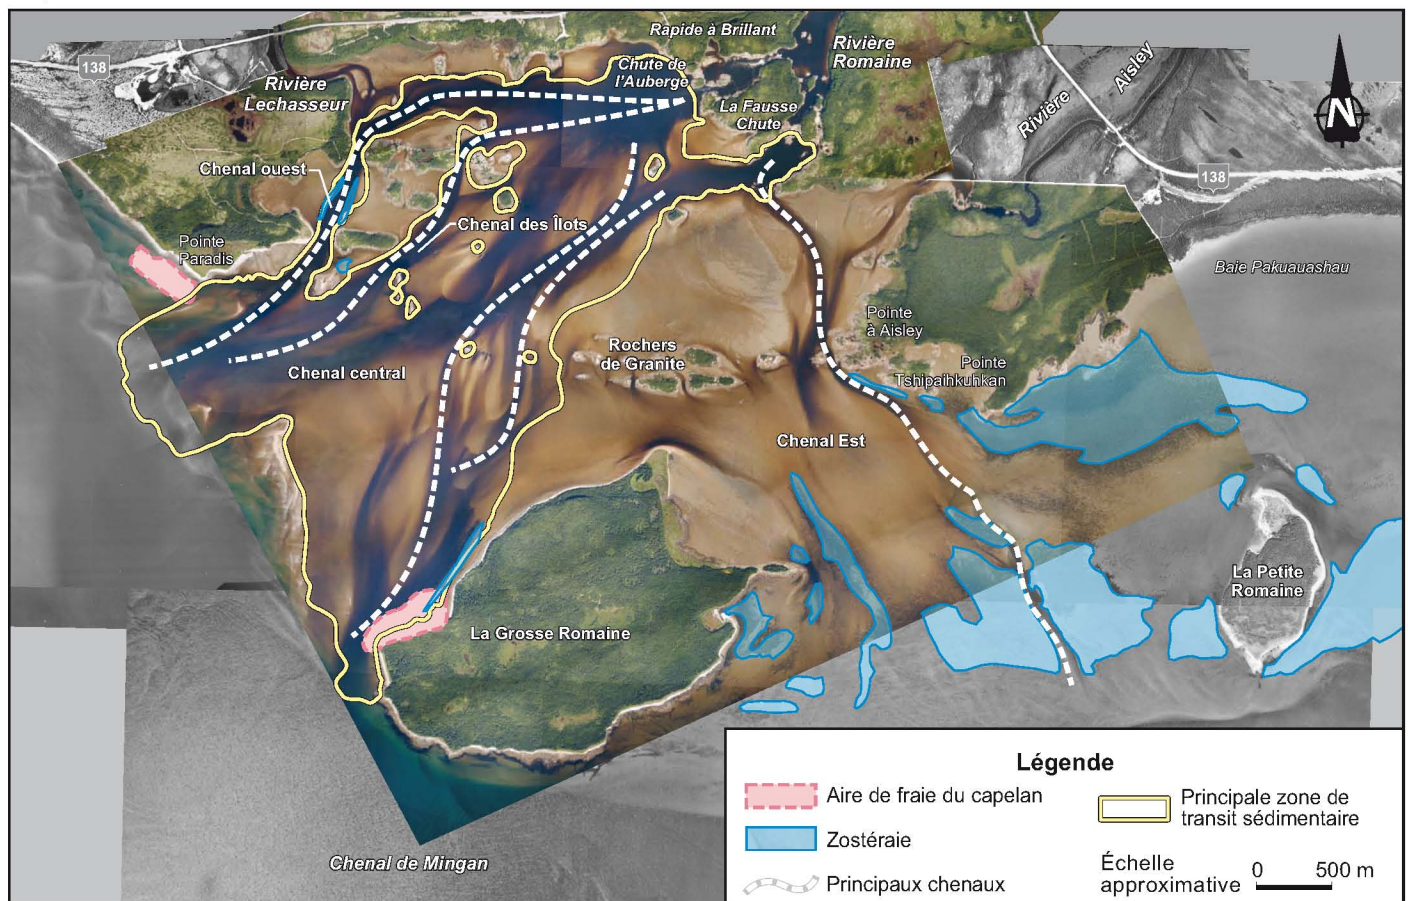 Rapide à Brillant
Rivière
Romaine
138
Rivière
Lechasseur
Chute de
l'Auberge
La Fausse
Chute
Rivière Aisley
N
138
Chenal ouest
Chenal des Îlots
Pointe
Paradis
Baie Pakuauashau
Pointe
à Aisley
Rochers
de Granite
Pointe
Tshipaihkuhkan
Chenal central
Chenal Est
La Petite
Romaine
La Grosse Romaine
Chenal de Mingan
Légende
Aire de fraie du capelan
Zostéraie
Principaux chenaux
Principale zone de
transit sédimentaire
Échelle
approximative
0 500 m